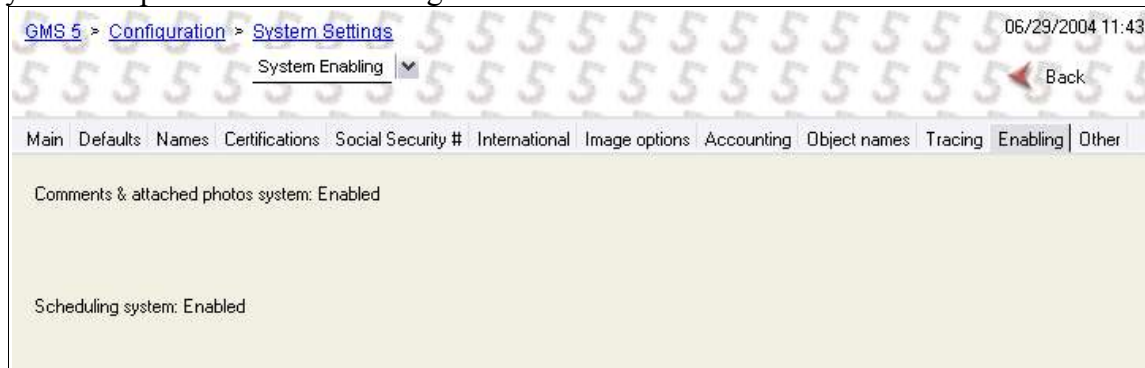 GMS 5 > Configuration > System Settings
06/29/2004 11:43
System Enabling
Back
Main Defaults Names Certifications Social Security # International Image options Accounting Object names Tracing Enabling Other
Comments & attached photos system: Enabled
Scheduling system: Enabled